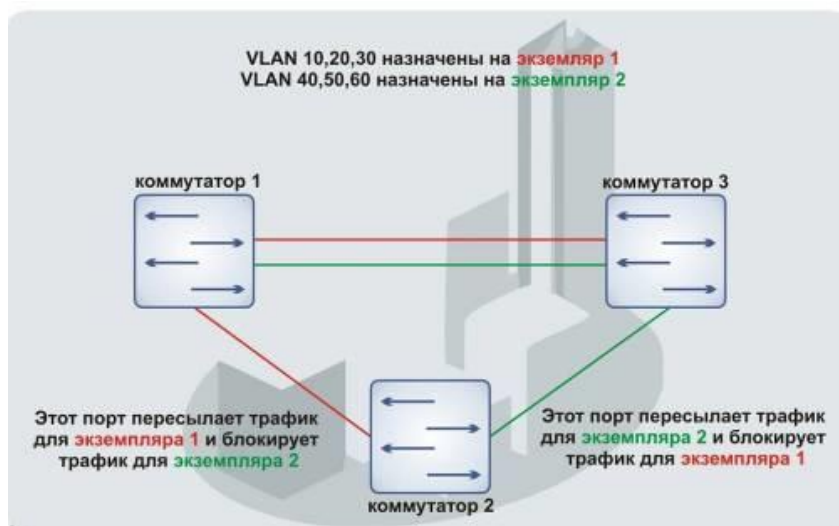 VLAN 10,20,30 назначены на экземляр 1
VLAN 40,50,60 назначены на экземпляр 2
коммутатор 1
коммутатор 3
Этот порт пересылает трафик
для экземпляра 1 и блокирует
трафик для экземпляра 2
Этот порт пересылает трафик
для экземпляра 2 и блокирует
трафик для экземпляра 1
коммутатор 2